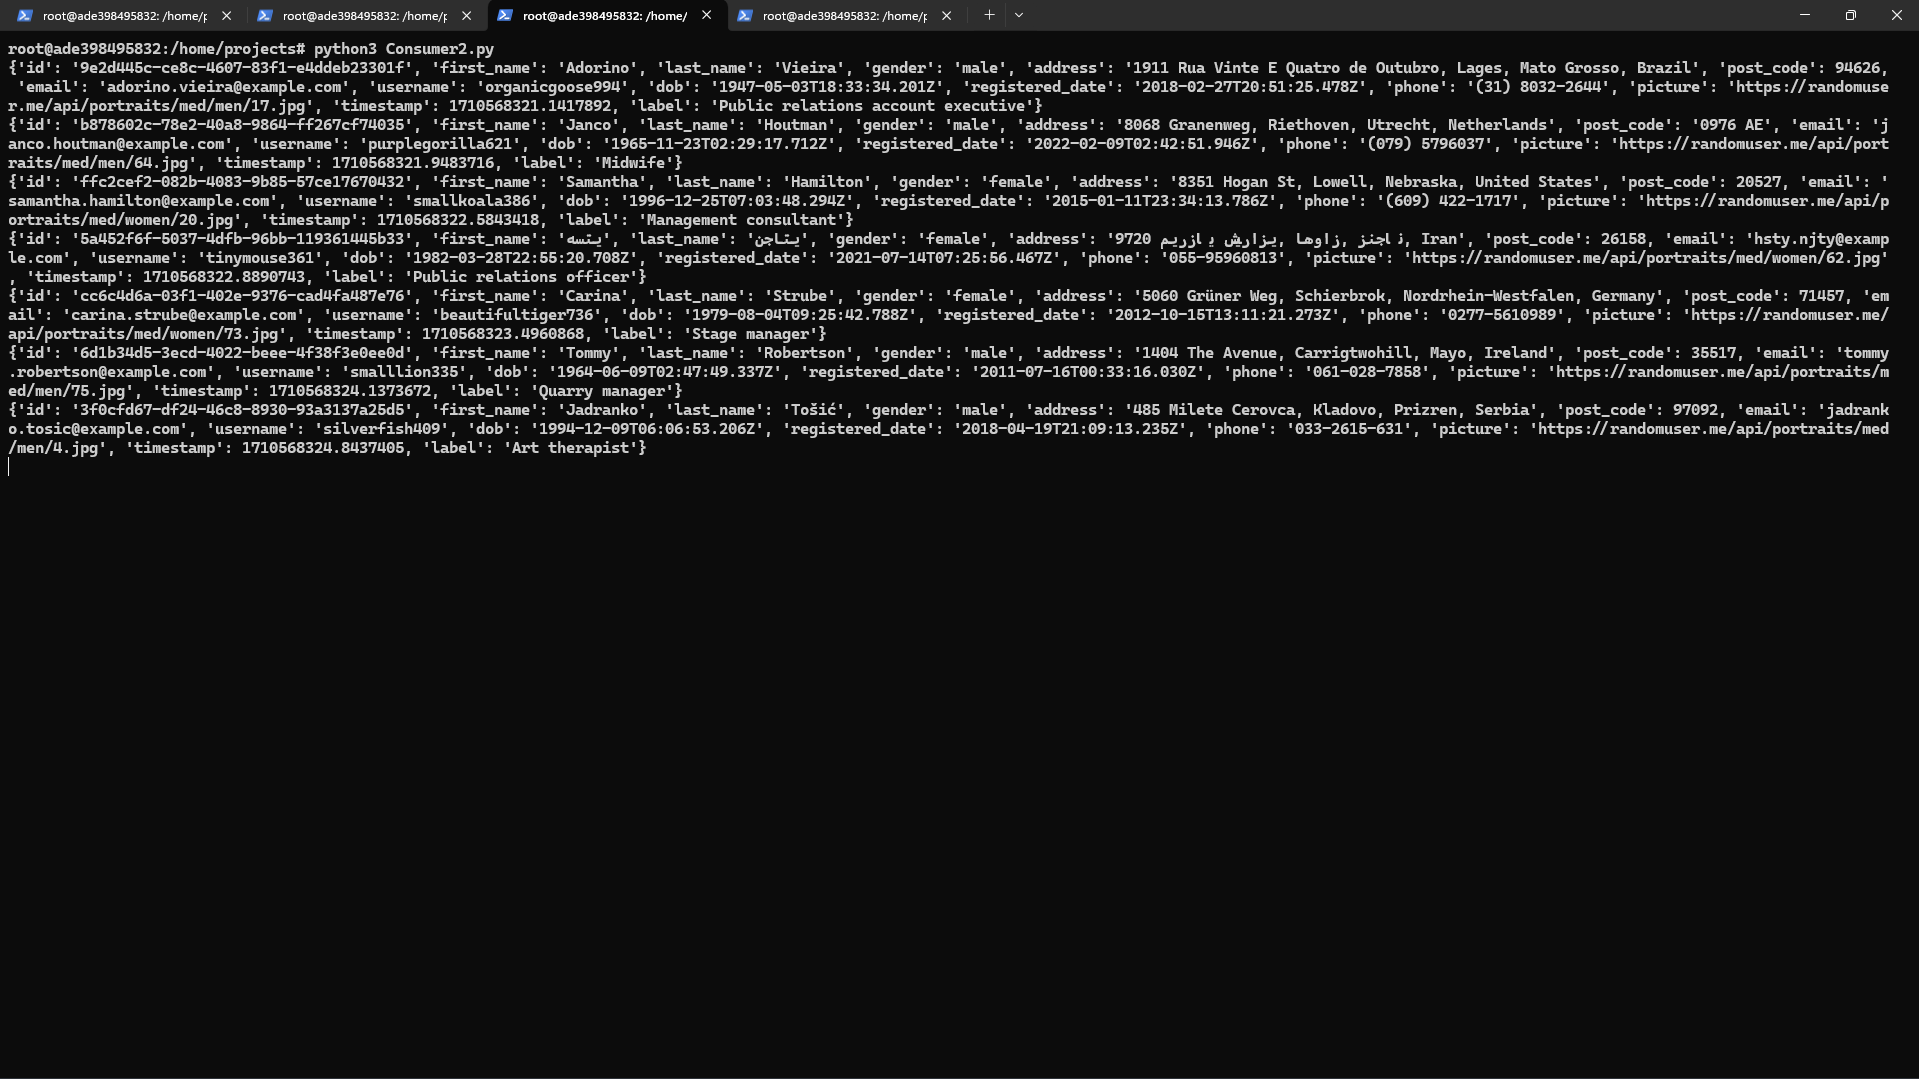 root@ade398495832: /home/p
root@ade398495832: /home/p
root@ade398495832: /home/
root@ade398495832: /home/p
root@ade398495832:/home/projects# python3 Consumer2.py
{'id': '9e2d445c-ce8c-4607-83f1-e4ddeb23301f', 'first_name': 'Adorino', 'last_name': 'Vieira', 'gender': 'male', 'address': '1911 Rua Vinte E Quatro de Outubro, Lages, Mato Grosso, Brazil', 'post_code': 94626,
'email': 'adorino.vieira@example.com', 'username': 'organicgoose994', 'dob': '1947-05-03T18:33:34.201Z', 'registered_date': '2018-02-27T20:51:25.478Z', 'phone': '(31) 8032-2644', 'picture': 'https://randomuse
r.me/api/portraits/med/men/17.jpg', 'timestamp': 1710568321.1417892, 'label': 'Public relations account executive'}
{'id': 'b878602c-78e2-40a8-9864-ff267cf74035', 'first_name': 'Janco', 'last_name': 'Houtman', 'gender': 'male', 'address': '8068 Granenweg, Riethoven, Utrecht, Netherlands', 'post_code': '0976 AE', 'email': 'j
anco.houtman@example.com', 'username': 'purplegorilla621', 'dob': '1965-11-23T02:29:17.712Z', 'registered_date': '2022-02-09T02:42:51.946Z', 'phone': '(079) 5796037', 'picture': 'https://randomuser.me/api/port
raits/med/men/64.jpg', 'timestamp': 1710568321.9483716, 'label': 'Midwife'}
{'id': 'ffc2cef2-082b-4083-9b85-57ce17670432', 'first_name': 'Samantha', 'last_name': 'Hamilton', 'gender': 'female', 'address': '8351 Hogan St, Lowell, Nebraska, United States', 'post_code': 20527, 'email': '
samantha.hamilton@example.com', 'username': 'smallkoala386', 'dob': '1996-12-25T07:03:48.294Z', 'registered_date': '2015-01-11T23:34:13.786Z', 'phone': '(609) 422-1717', 'picture': 'https://randomuser.me/api/p
ortraits/med/women/20.jpg', 'timestamp': 1710568322.5843418, 'label': 'Management consultant'}
{'id': '5a452f6f-5037-4dfb-96bb-119361445b33', 'first_name': '', 'last_name': '', 'gender': 'female', 'address': '9720 , Iran', 'post_code': 26158, 'email': 'hsty.njty@examp
le.com', 'username': 'tinymouse361', 'dob': '1982-03-28T22:55:20.708Z', 'registered_date': '2021-07-14T07:25:56.467Z', 'phone': '055-95960813', 'picture': 'https://randomuser.me/api/portraits/med/women/62.jpg'
, 'timestamp': 1710568322.8890743, 'label': 'Public relations officer'}
{'id': 'cc6c4d6a-03f1-402e-9376-cad4fa487e76', 'first_name': 'Carina', 'last_name': 'Strube', 'gender': 'female', 'address': '5060 Grüner Weg, Schierbrok, Nordrhein-Westfalen, Germany', 'post_code': 71457, 'em
ail': 'carina.strube@example.com', 'username': 'beautifultiger736', 'dob': '1979-08-04T09:25:42.788Z', 'registered_date': '2012-10-15T13:11:21.273Z', 'phone': '0277-5610989', 'picture': 'https://randomuser.me/
api/portraits/med/women/73.jpg', 'timestamp': 1710568323.4960868, 'label': 'Stage manager'}
{'id': '6d1b34d5-3ecd-4022-beee-4f38f3e0ee0d', 'first_name': 'Tommy', 'last_name': 'Robertson', 'gender': 'male', 'address': '1404 The Avenue, Carrigtwohill, Mayo, Ireland', 'post_code': 35517, 'email': 'tommy
.robertson@example.com', 'username': 'smalllion335', 'dob': '1964-06-09T02:47:49.337Z', 'registered_date': '2011-07-16T00:33:16.030Z', 'phone': '061-028-7858', 'picture': 'https://randomuser.me/api/portraits/m
ed/men/75.jpg', 'timestamp': 1710568324.1373672, 'label': 'Quarry manager'}
{'id': '3f0cfd67-df24-46c8-8930-93a3137a25d5', 'first_name': 'Jadranko', 'last_name': 'Tošić', 'gender': 'male', 'address': '485 Milete Cerovca, Kladovo, Prizren, Serbia', 'post_code': 97092, 'email': 'jadrank
o.tosic@example.com', 'username': 'silverfish409', 'dob': '1994-12-09T06:06:53.206Z', 'registered_date': '2018-04-19T21:09:13.235Z', 'phone': '033-2615-631', 'picture': 'https://randomuser.me/api/portraits/med
/men/4.jpg', 'timestamp': 1710568324.8437405, 'label': 'Art therapist'}